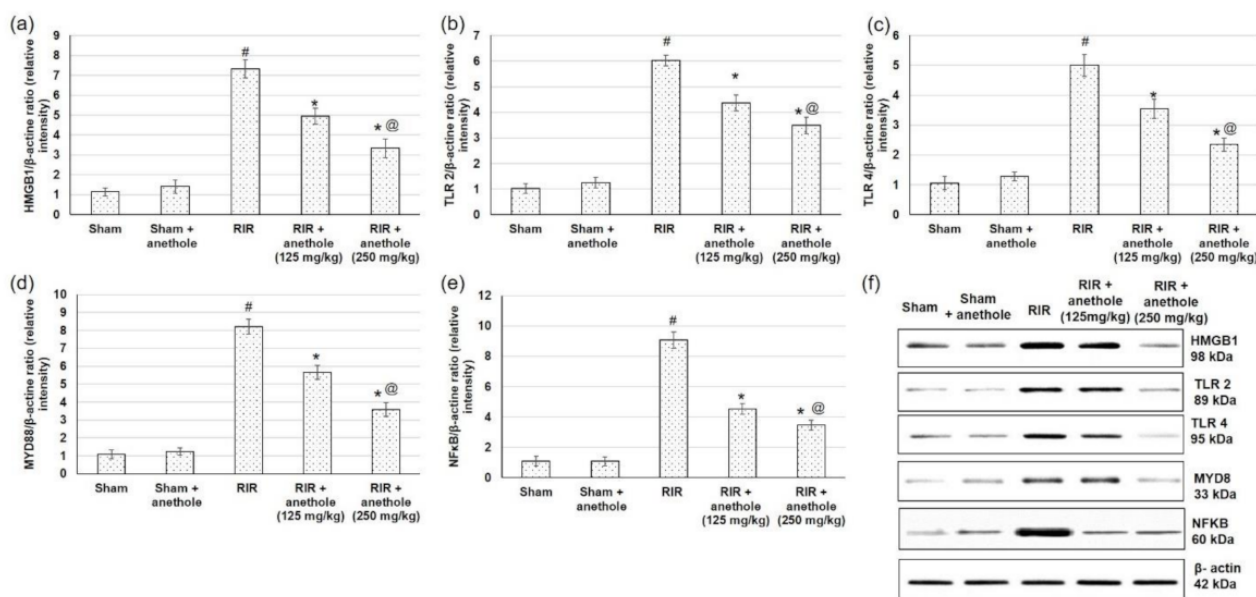 (a)
HMGB1/β-actine ratio (relative
intensity)
9
8
7
6
5
4
3
2
1
0
#
*
* @
Sham
Sham +
anethole
RIR
RIR +
anethole
(125 mg/kg)
RIR +
anethole
(250 mg/kg)
(b)
TLR 2/β-actine ratio (relative
intensity)
7
6
5
4
3
2
1
0
#
*
* @
Sham
Sham +
anethole
RIR
RIR +
anethole
(125 mg/kg)
RIR +
anethole
(250 mg/kg)
(c)
TLR 4/β-actine ratio (relative
intensity)
6
5
4
3
2
1
0
#
*
* @
Sham
Sham +
anethole
RIR
RIR +
anethole
(125 mg/kg)
RIR +
anethole
(250 mg/kg)
(d)
MYD88/β-actine ratio (relative
intensity)
10
9
8
7
6
5
4
3
2
1
0
#
*
* @
Sham
Sham +
anethole
RIR
RIR +
anethole
(125 mg/kg)
RIR +
anethole
(250 mg/kg)
(e)
NFκB/β-actine ratio (relative
intensity)
12
10
8
6
4
2
0
#
*
* @
Sham
Sham +
anethole
RIR
RIR +
anethole
(125 mg/kg)
RIR +
anethole
(250 mg/kg)
(f)
Sham
Sham
+ anethole
RIR
RIR +
anethole
(125mg/kg)
RIR +
anethole
(250 mg/kg)
HMGB1
98 kDa
TLR 2
89 kDa
TLR 4
95 kDa
MYD8
33 kDa
NFKB
60 kDa
β- actin
42 kDa